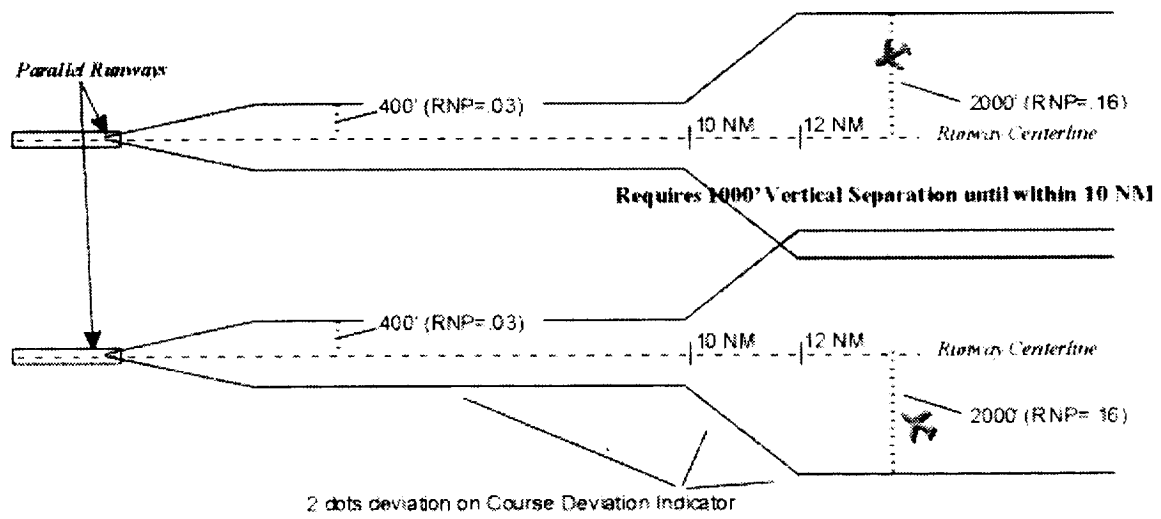 Parallel Runways
400' (RNP=.03)
2000' (RNP=.16)
10 NM
12 NM
Runway Centerline
Requires 1000' Vertical Separation until within 10 NM
400' (RNP=.03)
10 NM
12 NM
Runway Centerline
2000' (RNP=.16)
2 dots deviation on Course Deviation Indicator